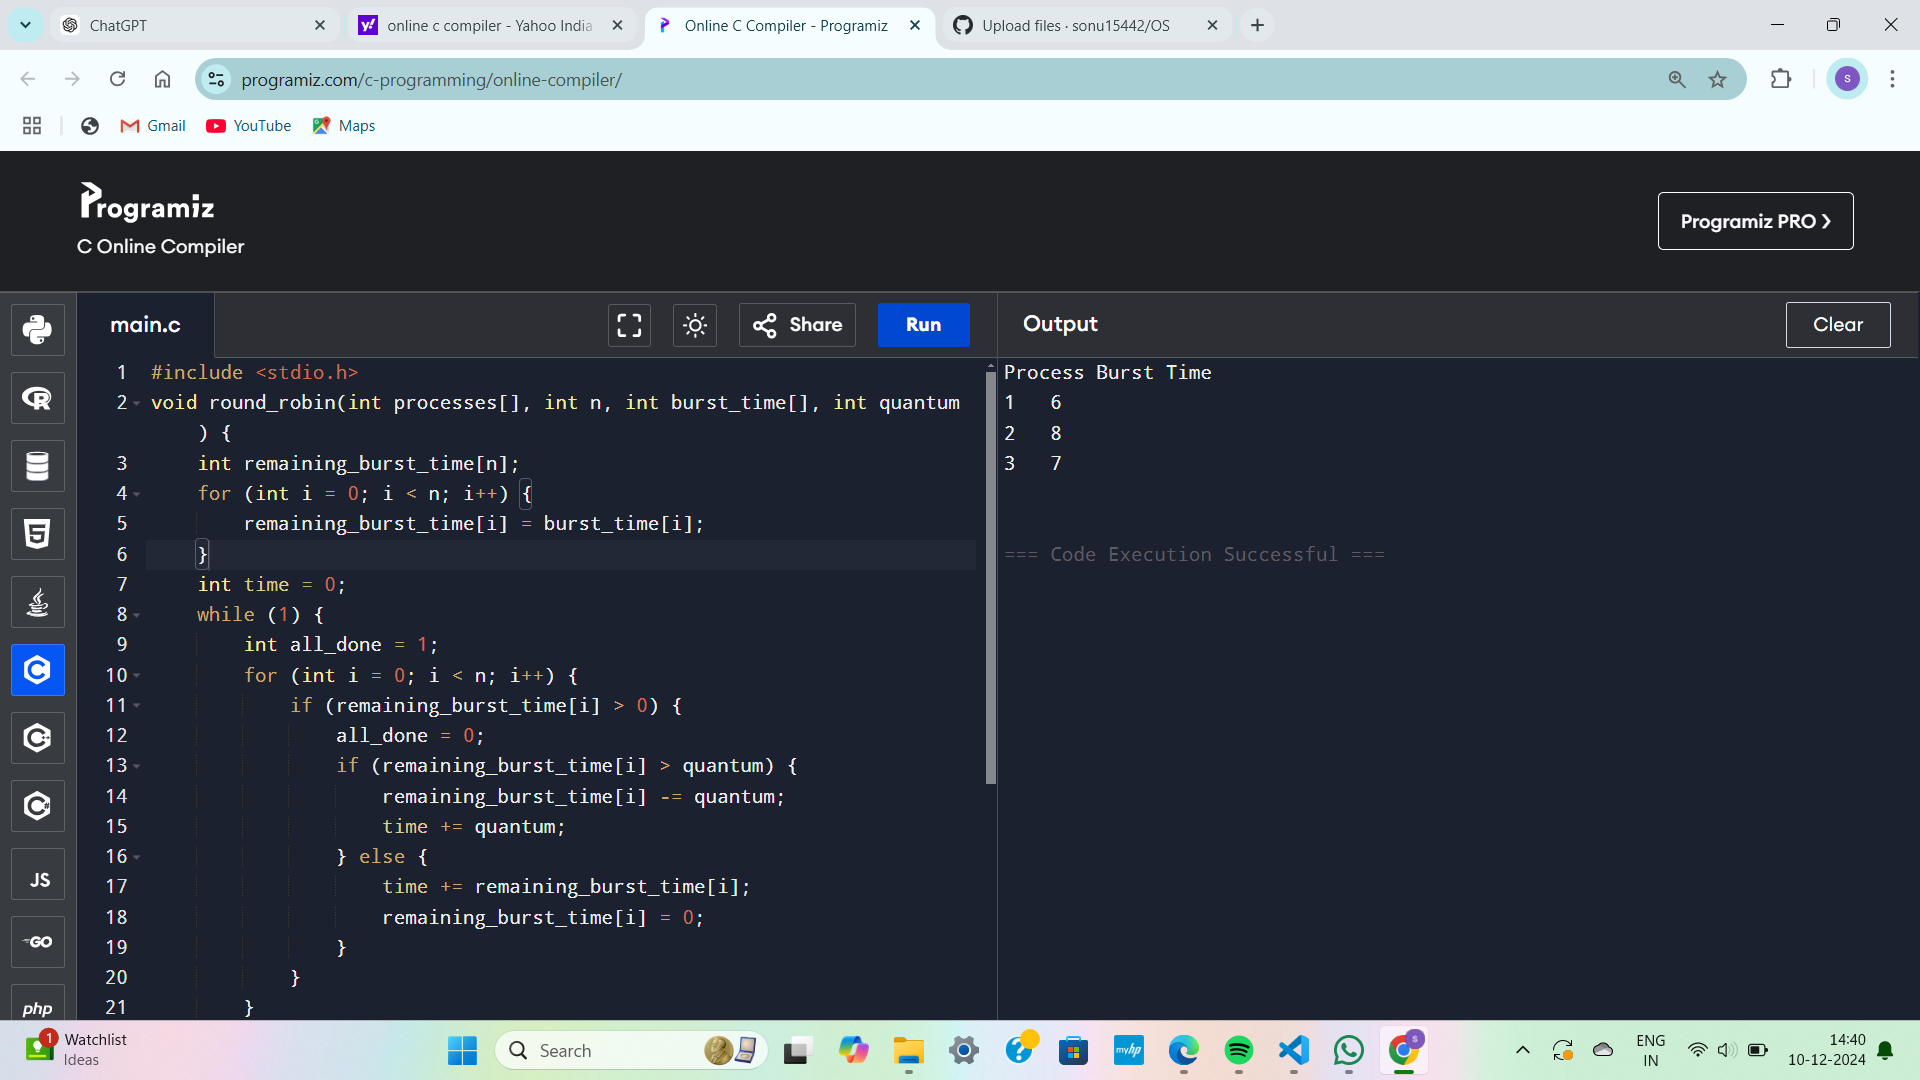 ChatGPT
online c compiler - Yahoo India
Online C Compiler - Programiz
Upload files · sonu15442/OS
programiz.com/c-programming/online-compiler/
S
Gmail
YouTube
Maps
Programiz
C Online Compiler
Programiz PRO ❯
main.c
Share
Run
Output
Clear
1 #include <stdio.h>
2 void round_robin(int processes[], int n, int burst_time[], int quantum
) {
3 int remaining_burst_time[n];
4 for (int i = 0; i < n; i++) {
5 remaining_burst_time[i] = burst_time[i];
6 }
7 int time = 0;
8 while (1) {
9 int all_done = 1;
10 for (int i = 0; i < n; i++) {
11 if (remaining_burst_time[i] > 0) {
12 all_done = 0;
13 if (remaining_burst_time[i] > quantum) {
14 remaining_burst_time[i] -= quantum;
15 time += quantum;
16 } else {
17 time += remaining_burst_time[i];
18 remaining_burst_time[i] = 0;
19 }
20 }
21 }
Process Burst Time
1 6
2 8
3 7
=== Code Execution Successful ===
JS
GO
php
1
Watchlist
Ideas
Search
myhp
S
ENG
IN
14:40
10-12-2024